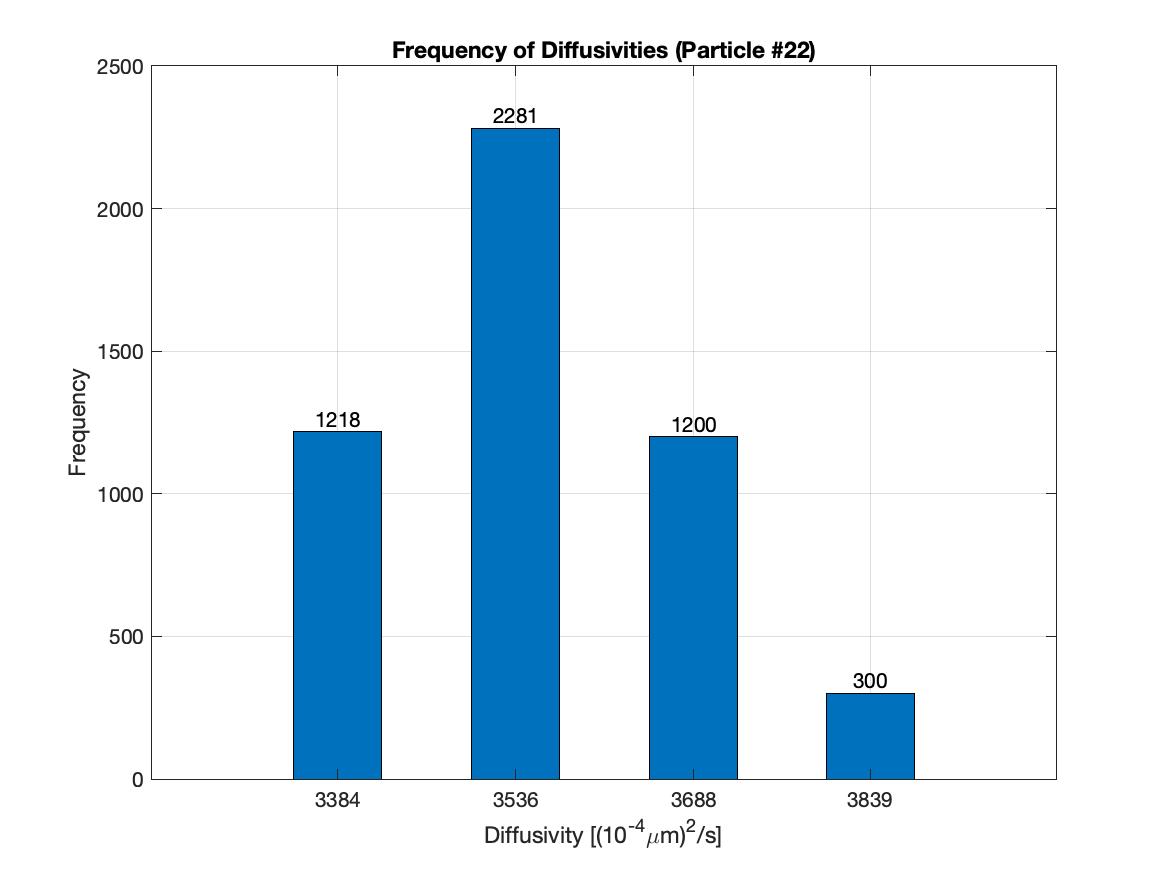 Frequency of Diffusivities (Particle #22)
2500
2000
1500
1000
500
0
Frequency
1218
2281
1200
300
3384 3536 3688 3839
Diffusivity [(10⁻⁴μm)²/s]